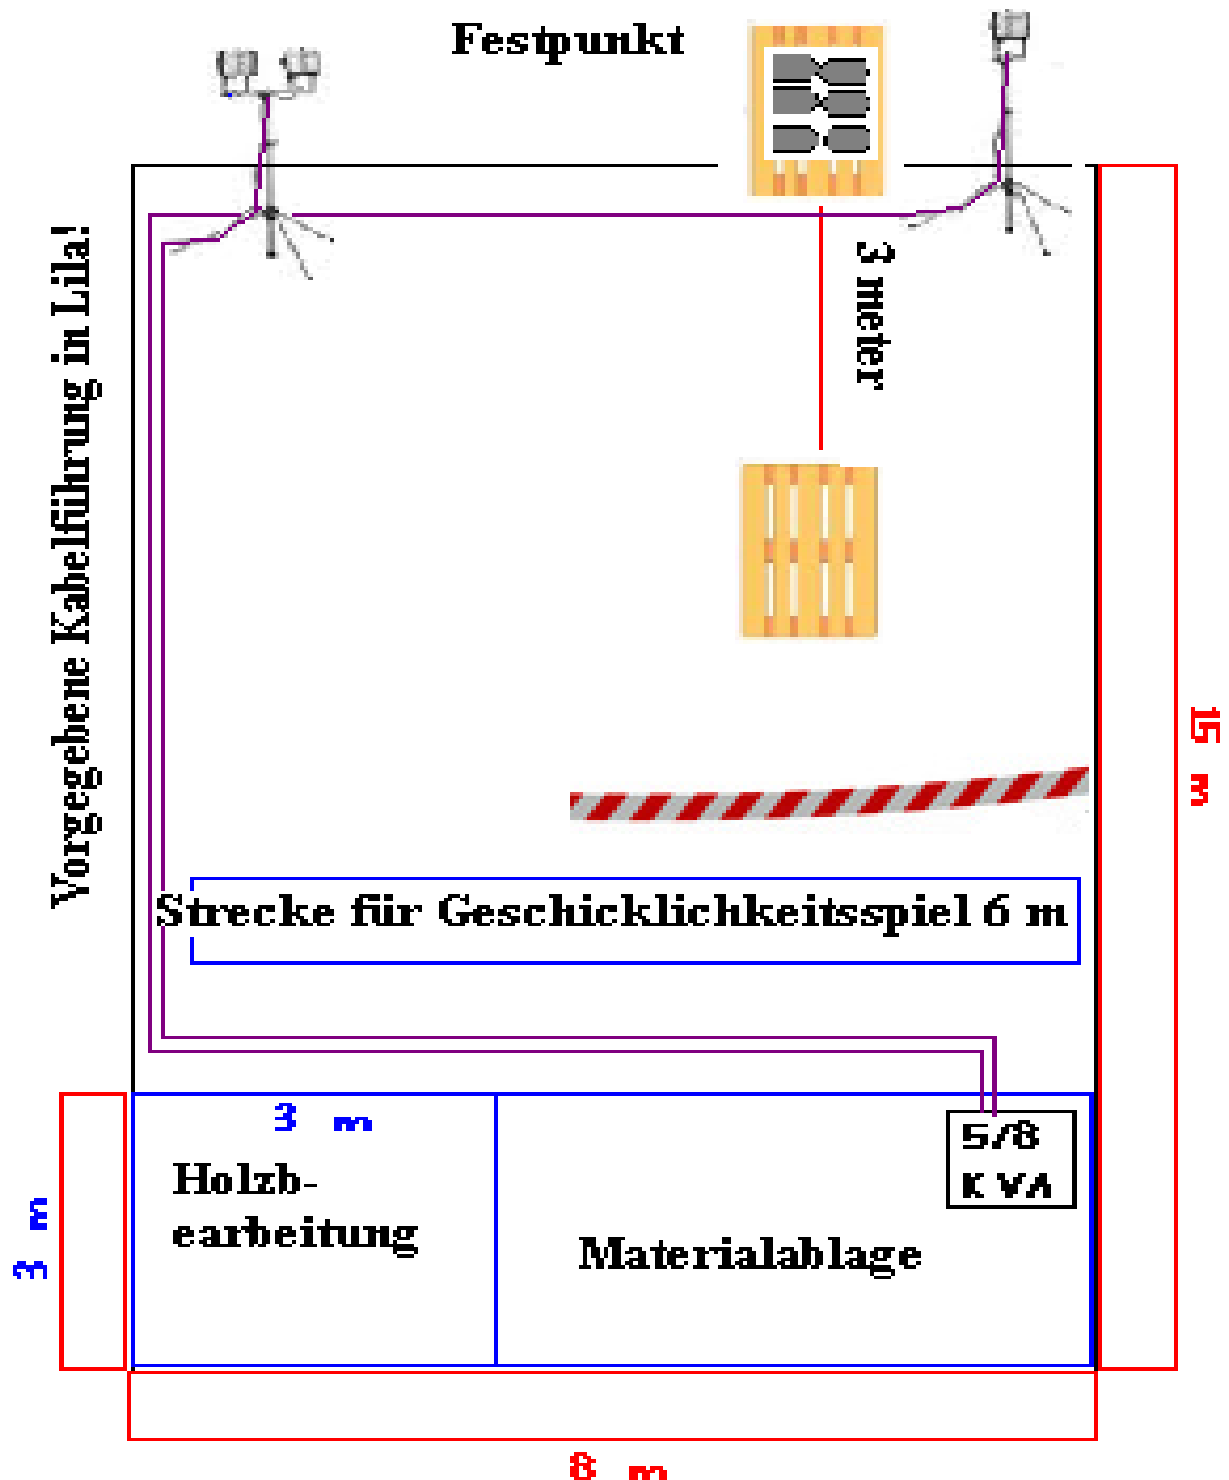 Festpunkt
3 meter
Vorgegebene Kabelführung in Lila!
15 m
Strecke für Geschicklichkeitsspiel 6 m
3 m
5/8
KVA
Holzb-
earbeitung
Materialablage
3 m
8 m